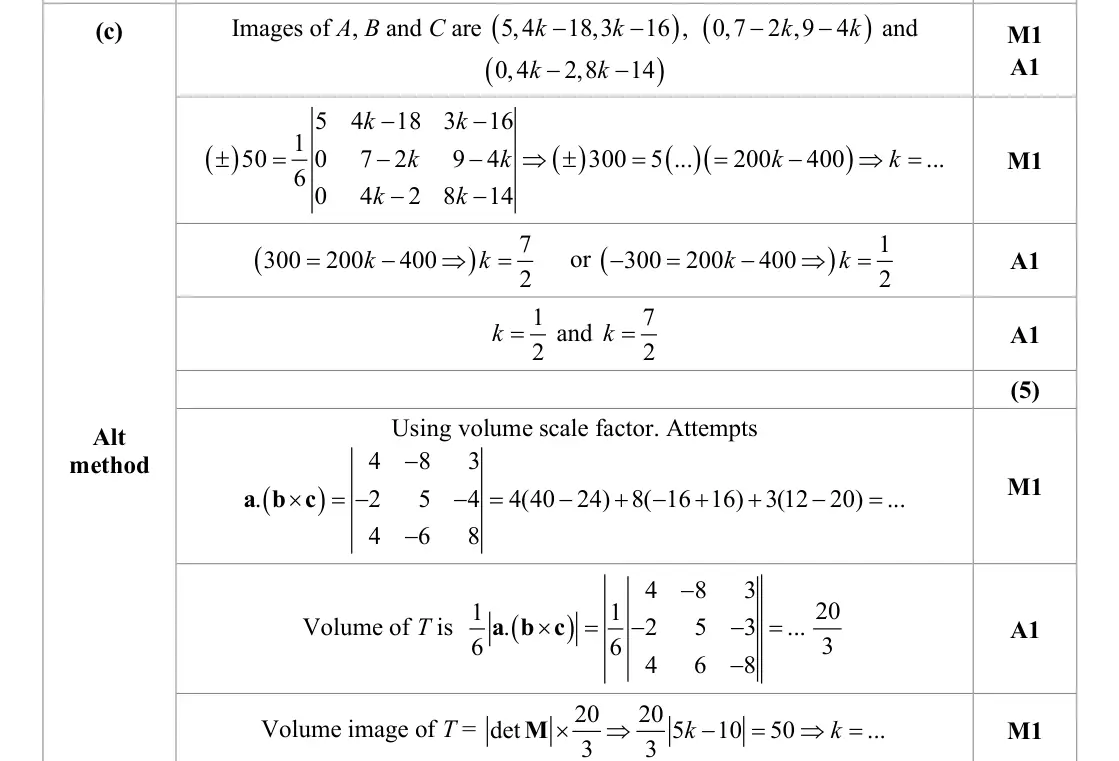 (c) Images of A, B and C are (5, 4k −18, 3k −16), (0, 7 − 2k, 9 − 4k) and M1
(0, 4k − 2, 8k −14) A1
(±)50 = 1/6 |5 4k −18 3k −16; 0 7 − 2k 9 − 4k; 0 4k − 2 8k −14| ⇒ (±)300 = 5(...)(= 200k − 400) ⇒ k = ... M1
(300 = 200k − 400 ⇒) k = 7/2 or (−300 = 200k − 400 ⇒) k = 1/2 A1
k = 1/2 and k = 7/2 A1
(5)
Alt method
Using volume scale factor. Attempts
a.(b × c) = |4 −8 3; −2 5 −4; 4 −6 8| = 4(40 − 24) + 8(−16 + 16) + 3(12 − 20) = ... M1
Volume of T is 1/6 |a.(b × c)| = |1/6 |4 −8 3; −2 5 −3; 4 6 −8|| = ... 20/3 A1
Volume image of T = |det M| × 20/3 ⇒ 20/3 |5k −10| = 50 ⇒ k = ... M1